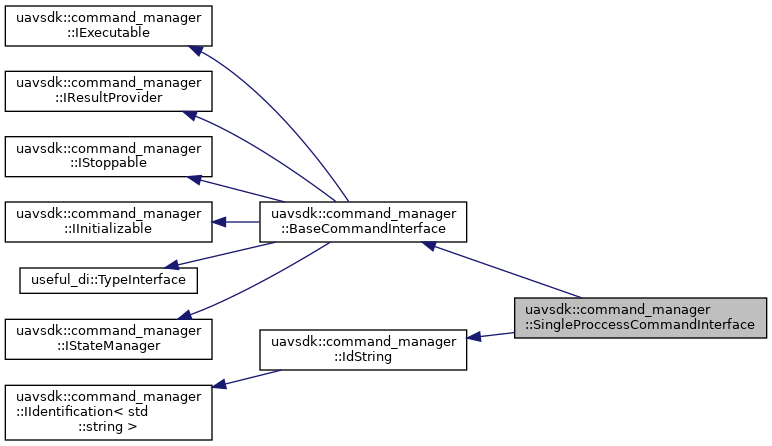 uavsdk::command_manager
::IExecutable
uavsdk::command_manager
::IResultProvider
uavsdk::command_manager
::IStoppable
uavsdk::command_manager
::IInitializable
useful_di::TypeInterface
uavsdk::command_manager
::IStateManager
uavsdk::command_manager
::IIdentification< std
::string >
uavsdk::command_manager
::BaseCommandInterface
uavsdk::command_manager
::IdString
uavsdk::command_manager
::SingleProccessCommandInterface